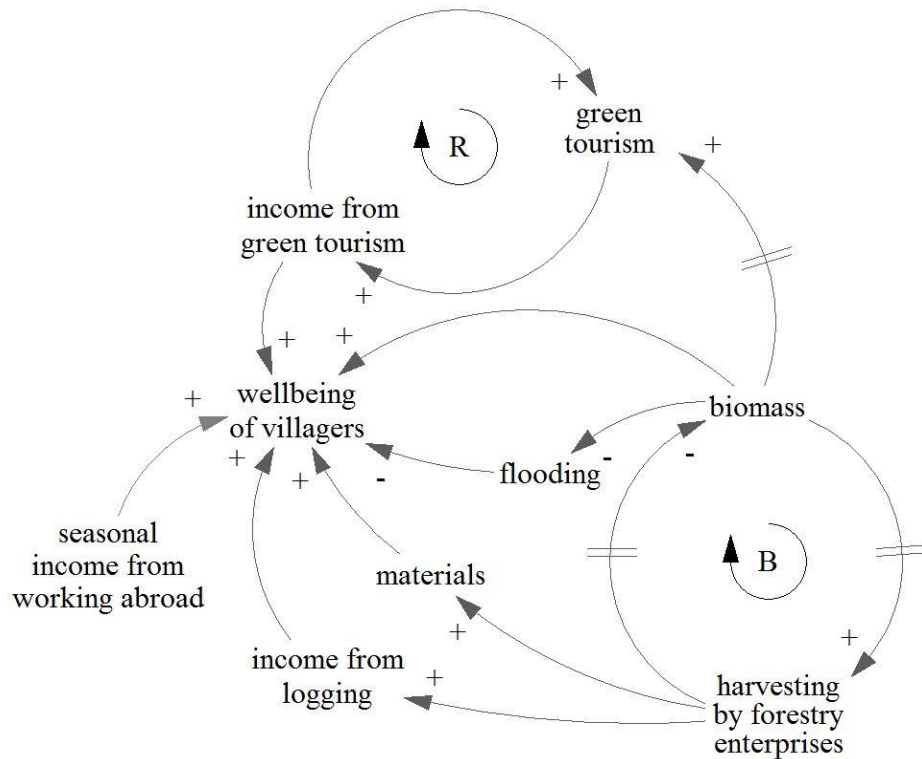 +
green
tourism
+
R
income from
green tourism
+
+
+
wellbeing
of villagers
+
biomass
+
+
-
flooding
-
-
seasonal
income from
working abroad
materials
B
+
+
income from
logging
+
harvesting
by forestry
enterprises